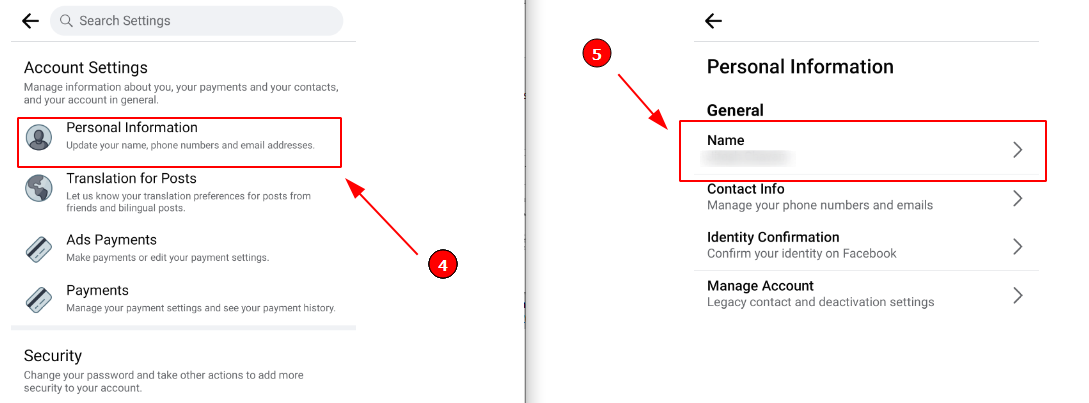 Search Settings
Account Settings
Manage information about you, your payments and your contacts,
and your account in general.
Personal Information
Update your name, phone numbers and email addresses.
Translation for Posts
Let us know your translation preferences for posts from
friends and bilingual posts.
Ads Payments
Make payments or edit your payment settings.
Payments
Manage your payment settings and see your payment history.
Security
Change your password and take other actions to add more
security to your account.
4
5
Personal Information
General
Name
Contact Info
Manage your phone numbers and emails
Identity Confirmation
Confirm your identity on Facebook
Manage Account
Legacy contact and deactivation settings